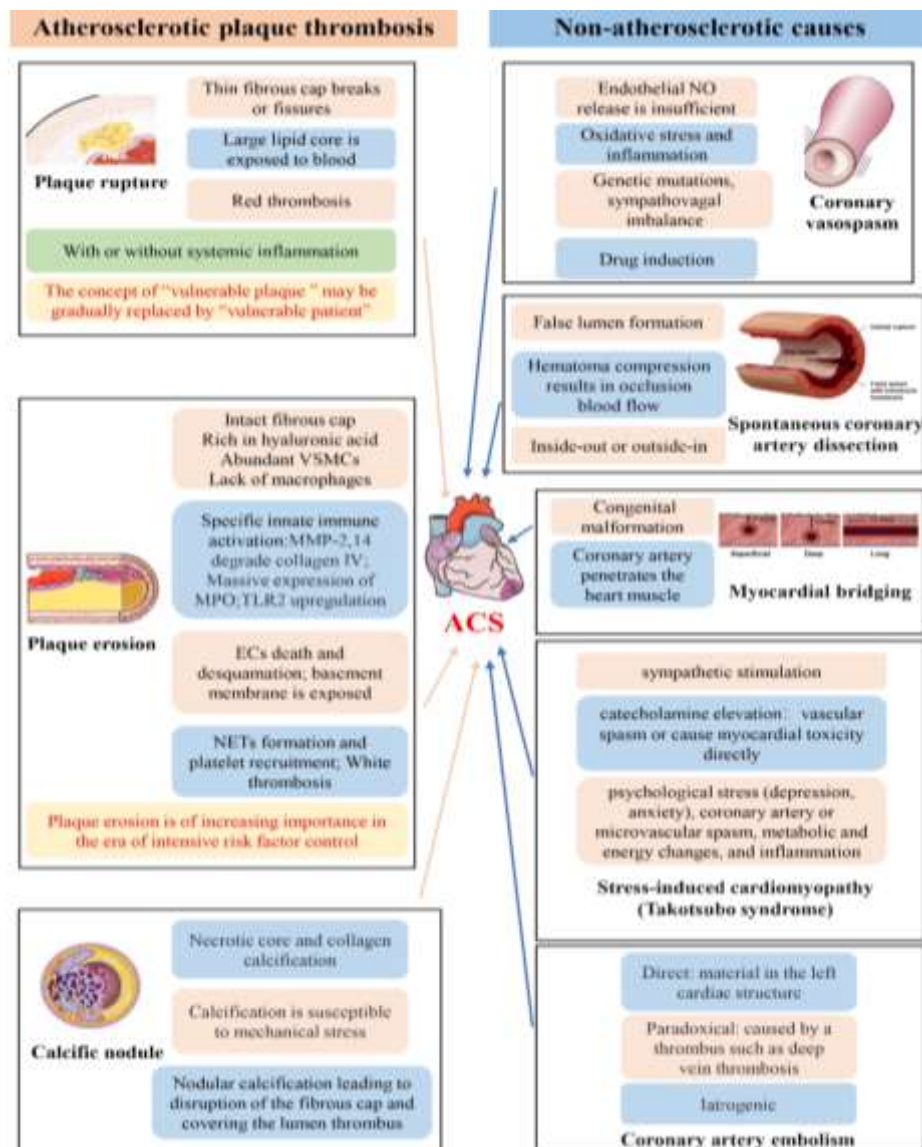 Atherosclerotic plaque thrombosis
Plaque rupture
Thin fibrous cap breaks
or fissures
Large lipid core is
exposed to blood
Red thrombosis
With or without systemic inflammation
The concept of “vulnerable plaque ” may be
gradually replaced by “vulnerable patient”
Plaque erosion
Intact fibrous cap
Rich in hyaluronic acid
Abundant VSMCs
Lack of macrophages
Specific innate immune
activation:MMP-2,14
degrade collagen IV;
Massive expression of
MPO;TLR2 upregulation
ECs death and
desquamation; basement
membrane is exposed
NETs formation and
platelet recruitment; White
thrombosis
Plaque erosion is of increasing importance in
the era of intensive risk factor control
Calcific nodule
Necrotic core and collagen
calcification
Calcification is susceptible
to mechanical stress
Nodular calcification leading to
disruption of the fibrous cap and
covering the lumen thrombus
ACS
Non-atherosclerotic causes
Endothelial NO
release is insufficient
Oxidative stress and
inflammation
Genetic mutations,
sympathovagal
imbalance
Drug induction
Coronary
vasospasm
False lumen formation
Hematoma compression
results in occlusion
blood flow
Inside-out or outside-in
Spontaneous coronary
artery dissection
Congenital
malformation
Coronary artery
penetrates the
heart muscle
Superficial
Deep
Long
Myocardial bridging
sympathetic stimulation
catecholamine elevation: vascular
spasm or cause myocardial toxicity
directly
psychological stress (depression,
anxiety), coronary artery or
microvascular spasm, metabolic and
energy changes, and inflammation
Stress-induced cardiomyopathy
(Takotsubo syndrome)
Direct: material in the left
cardiac structure
Paradoxical: caused by a
thrombus such as deep
vein thrombosis
Iatrogenic
Coronary artery embolism